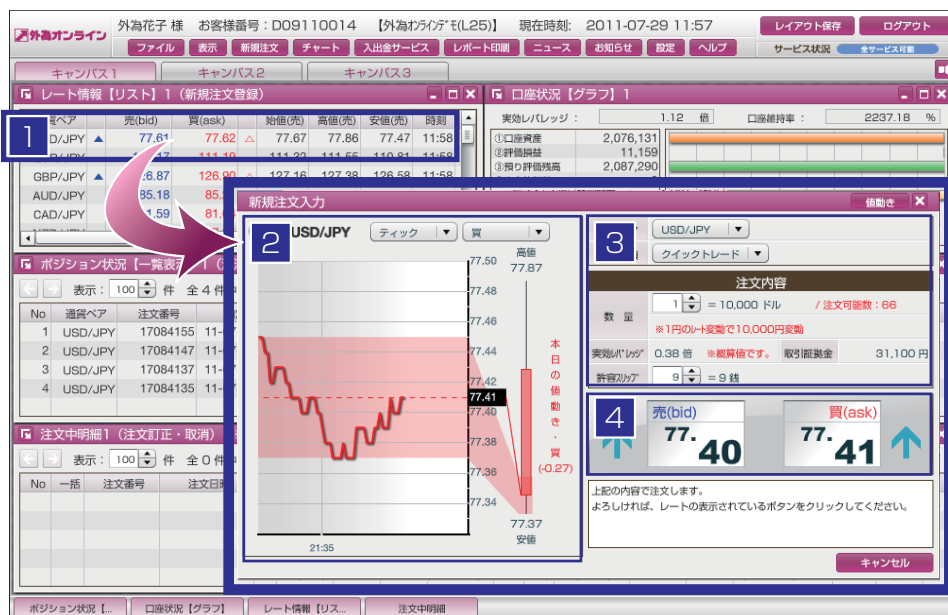 外為オンライン
外為花子 様 お客様番号：D09110014 【外為オンラインデモ(L25)】 現在時刻: 2011-07-29 11:57
レイアウト保存 ログアウト
ファイル 表示 新規注文 チャート 入出金サービス レポート印刷 ニュース お知らせ 設定 ヘルプ
サービス状況 全サービス可能
キャンバス1 キャンバス2 キャンバス3
レート情報【リスト】1（新規注文登録）
売(bid) 買(ask) 始値(売) 高値(売) 安値(売) 時刻
1
D/JPY ▲ 77.61 77.62 △ 77.67 77.86 77.47 11:58
GBP/JPY ▲ 126.90 △ 127.16 127.38 126.58 11:58
AUD/JPY 85.18
CAD/JPY
口座状況【グラフ】1
実効レバレッジ： 1.12 倍 口座維持率： 2237.18 %
①口座資産 2,076,131
②評価損益 11,159
③預り評価残高 2,087,290
ポジション状況【一覧表示】1
表示： 100 件 全4件中
No 通貨ペア 注文番号
1 USD/JPY 17084155 11-
2 USD/JPY 17084147 11-
3 USD/JPY 17084137 11-
4 USD/JPY 17084135 11-
注文中明細1（注文訂正・取消）
表示： 100 件 全0件中
No 一括 注文番号 注文日時
新規注文入力 値動き
2
USD/JPY ティック 買
高値
77.87
77.50
77.48
77.46
77.44
77.42
77.41
77.40
77.38
77.36
77.34
本日の値動き・買
(-0.27)
77.37
安値
21:35
3
USD/JPY
クイックトレード
注文内容
数 量 1 = 10,000 ドル /注文可能数：66
※1円のレート変動で10,000円変動
実効レバレッジ 0.38 倍 ※概算値です。 取引証拠金 31,100 円
許容スリップ 9 = 9 銭
4
売(bid) 77.40
買(ask) 77.41
上記の内容で注文します。
よろしければ、レートの表示されているボタンをクリックしてください。
キャンセル
ポジション状況【... 口座状況【グラフ】 レート情報【リス... 注文中明細